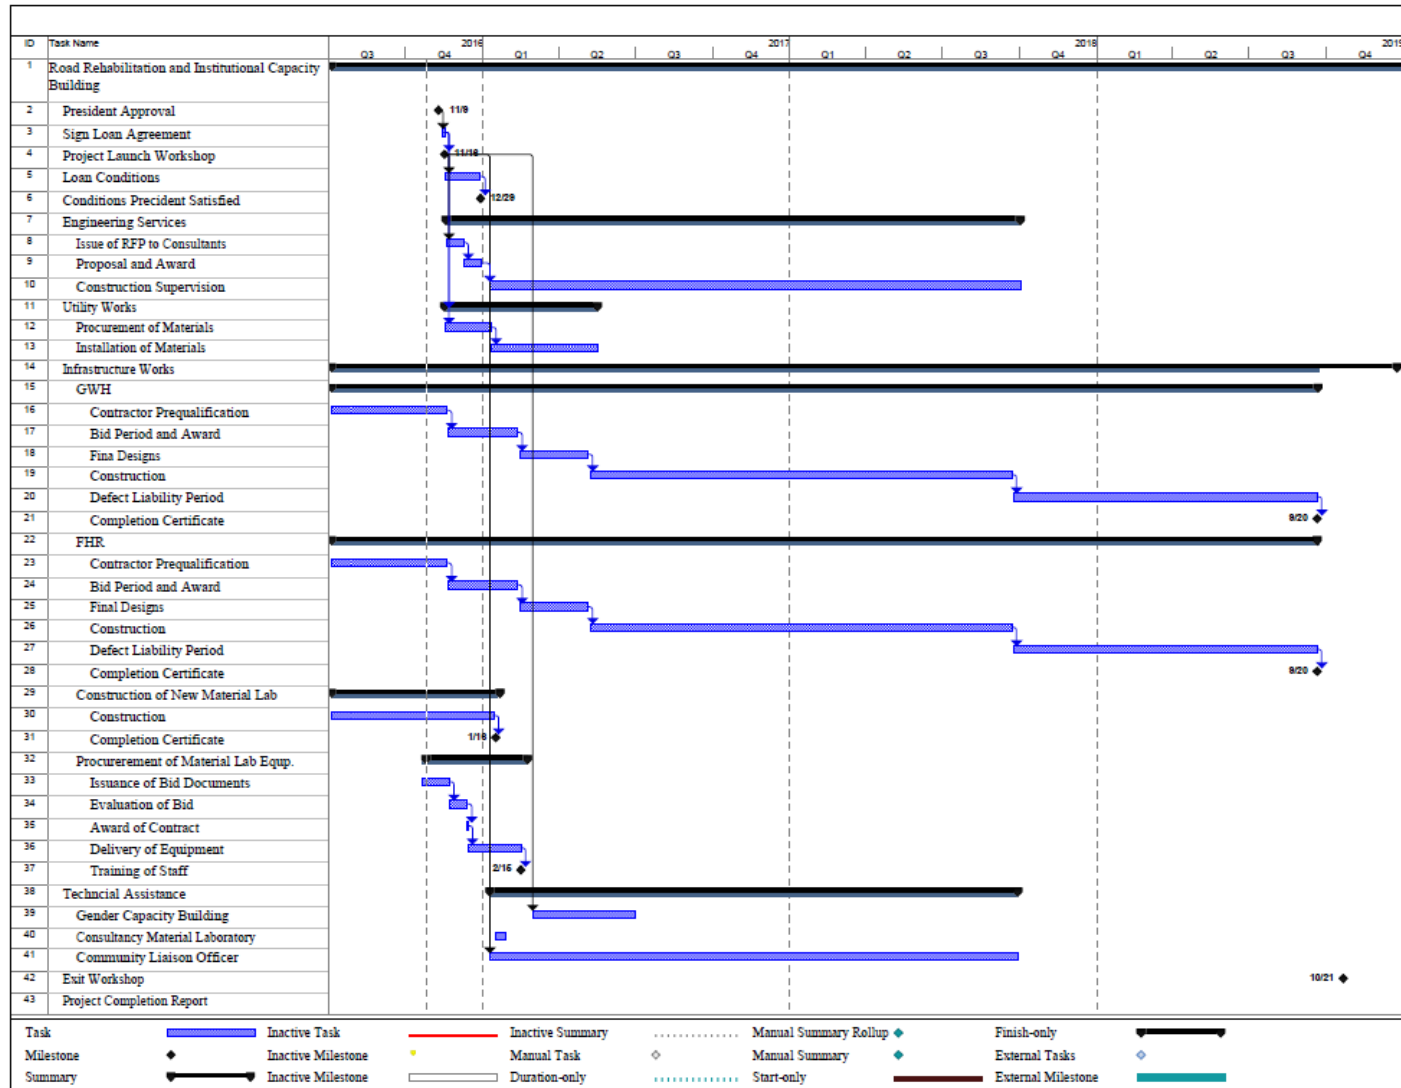 ID Task Name 2016 2017 2018 2019
Q3 Q4 Q1 Q2 Q3 Q4 Q1 Q2 Q3 Q4 Q1 Q2 Q3 Q4
1 Road Rehabilitation and Institutional Capacity
Building
2 President Approval 11/9
3 Sign Loan Agreement
4 Project Launch Workshop 11/16
5 Loan Conditions
6 Conditions Precident Satisfied 12/29
7 Engineering Services
8 Issue of RFP to Consultants
9 Proposal and Award
10 Construction Supervision
11 Utility Works
12 Procurement of Materials
13 Installation of Materials
14 Infrastructure Works
15 GWH
16 Contractor Prequalification
17 Bid Period and Award
18 Fina Designs
19 Construction
20 Defect Liability Period
21 Completion Certificate 9/20
22 FHR
23 Contractor Prequalification
24 Bid Period and Award
25 Final Designs
26 Construction
27 Defect Liability Period
28 Completion Certificate 9/20
29 Construction of New Material Lab
30 Construction
31 Completion Certificate 1/16
32 Procurerement of Material Lab Equp.
33 Issuance of Bid Documents
34 Evaluation of Bid
35 Award of Contract
36 Delivery of Equipment
37 Training of Staff 2/15
38 Techncial Assistance
39 Gender Capacity Building
40 Consultancy Material Laboratory
41 Community Liaison Officer
42 Exit Workshop 10/21
43 Project Completion Report
Task Inactive Task Inactive Summary Manual Summary Rollup Finish-only
Milestone Inactive Milestone Manual Task Manual Summary External Tasks
Summary Inactive Milestone Duration-only Start-only External Milestone